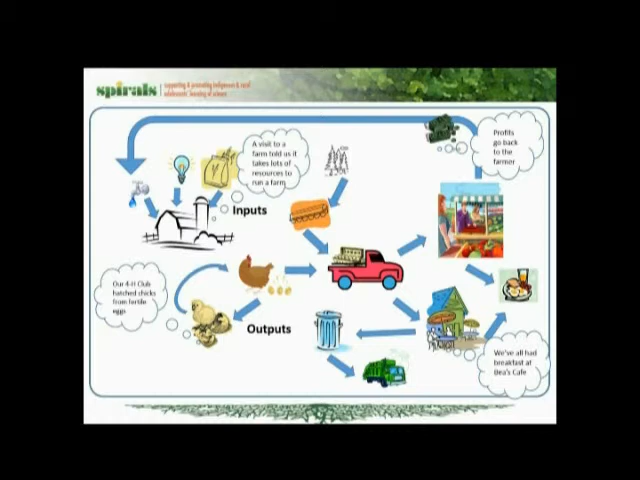 spirals
supporting & promoting indigenous & rural
adolescents' learning of science
Profits
go back
to the
farmer
A visit to a
farm told us it
takes lots of
resources to
run a farm
Inputs
Our 4-H Club
hatched chicks
from fertile
eggs
Outputs
We've all had
breakfast at
Bea's Cafe